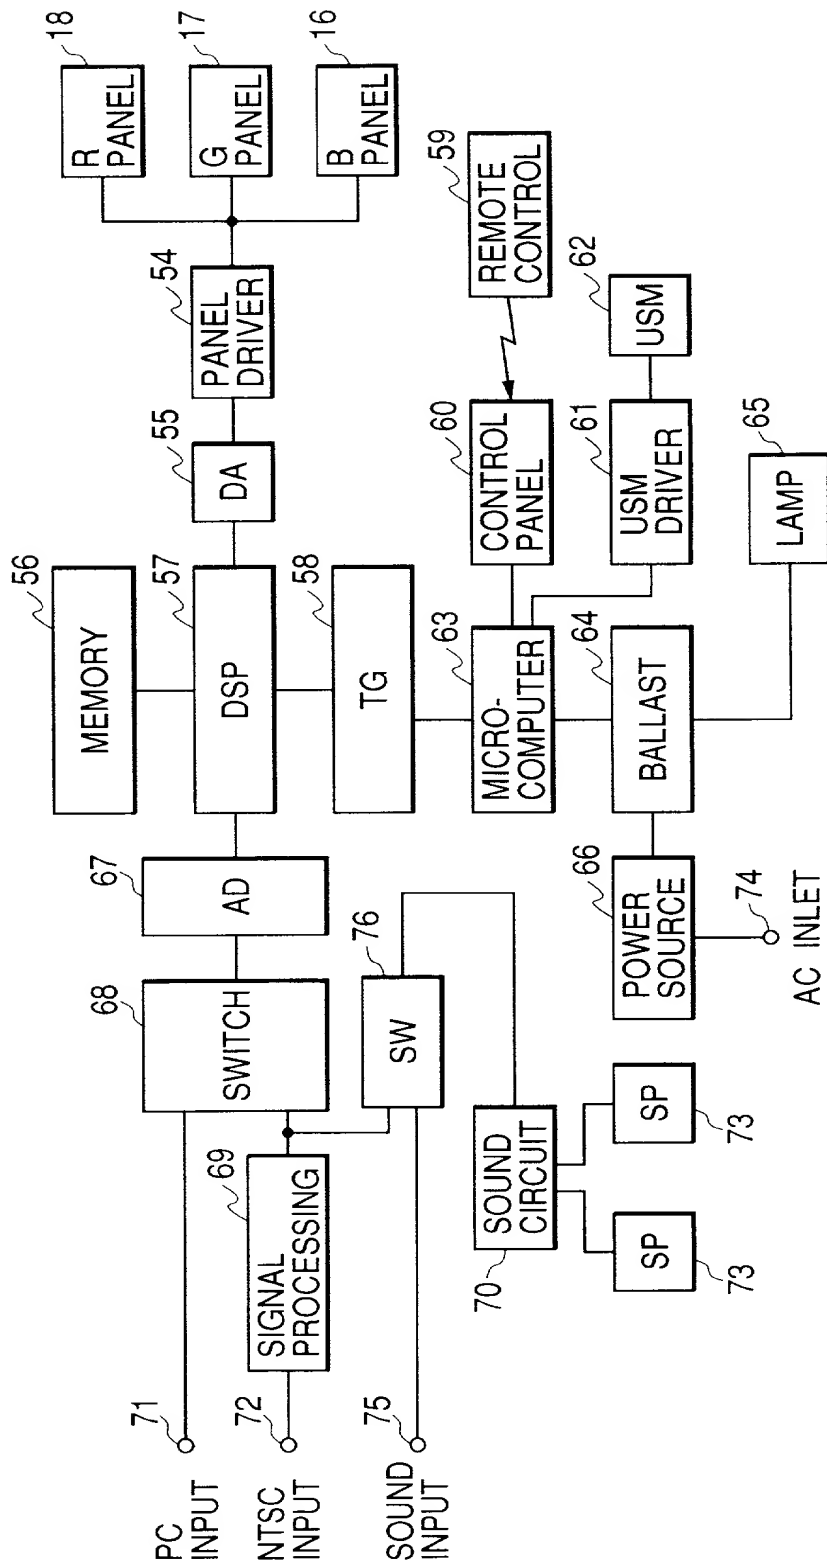 R
PANEL
18
G
PANEL
17
B
PANEL
16
PANEL
DRIVER
54
DA
55
MEMORY
56
DSP
57
TG
58
REMOTE
CONTROL
59
CONTROL
PANEL
60
USM
DRIVER
61
USM
62
MICRO-
COMPUTER
63
BALLAST
64
LAMP
65
POWER
SOURCE
66
74
AC INLET
AD
67
SWITCH
68
SW
76
SIGNAL
PROCESSING
69
SOUND
CIRCUIT
70
SP
73
SP
73
PC
INPUT
71
NTSC
INPUT
72
SOUND
INPUT
75